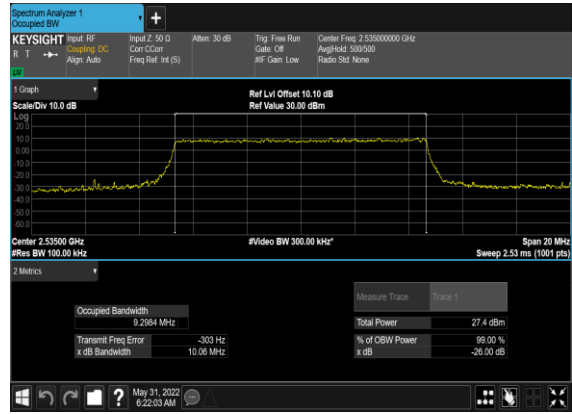 Spectrum Analyzer 1
Occupied BW
KEYSIGHT Input: RF Input Z: 50 Ω Atten: 30 dB Trig: Free Run Center Freq: 2.535000000 GHz
R T Coupling: DC Corr CCorr Gate: Off Avg|Hold: 500/500
Align: Auto Freq Ref: Int (S) #IF Gain: Low Radio Std: None
1 Graph
Scale/Div 10.0 dB
Ref Lvl Offset 10.10 dB
Ref Value 30.00 dBm
Log
20.0
10.0
0.00
-10.0
-20.0
-30.0
-40.0
-50.0
-60.0
Center 2.53500 GHz #Video BW 300.00 kHz* Span 20 MHz
#Res BW 100.00 kHz Sweep 2.53 ms (1001 pts)
2 Metrics
Measure Trace Trace 1
Occupied Bandwidth
9.2984 MHz
Total Power 27.4 dBm
Transmit Freq Error -303 Hz % of OBW Power 99.00 %
x dB Bandwidth 10.06 MHz x dB -26.00 dB
May 31, 2022
6:22:03 AM